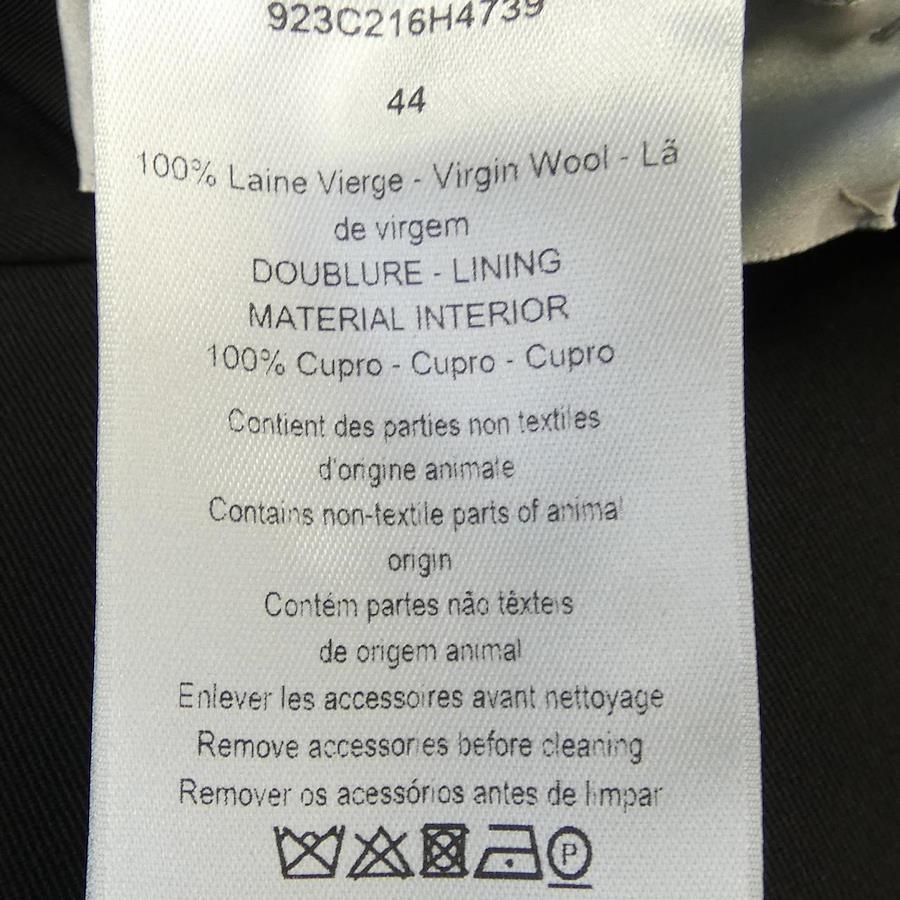 923C216H4739
44
100% Laine Vierge - Virgin Wool - Lã
de virgem
DOUBLURE - LINING
MATERIAL INTERIOR
100% Cupro - Cupro - Cupro
Contient des parties non textiles
d'origine animale
Contains non-textile parts of animal
origin
Contém partes não têxteis
de origem animal
Enlever les accessoires avant nettoyage
Remove accessories before cleaning
Remover os acessórios antes de limpar
P